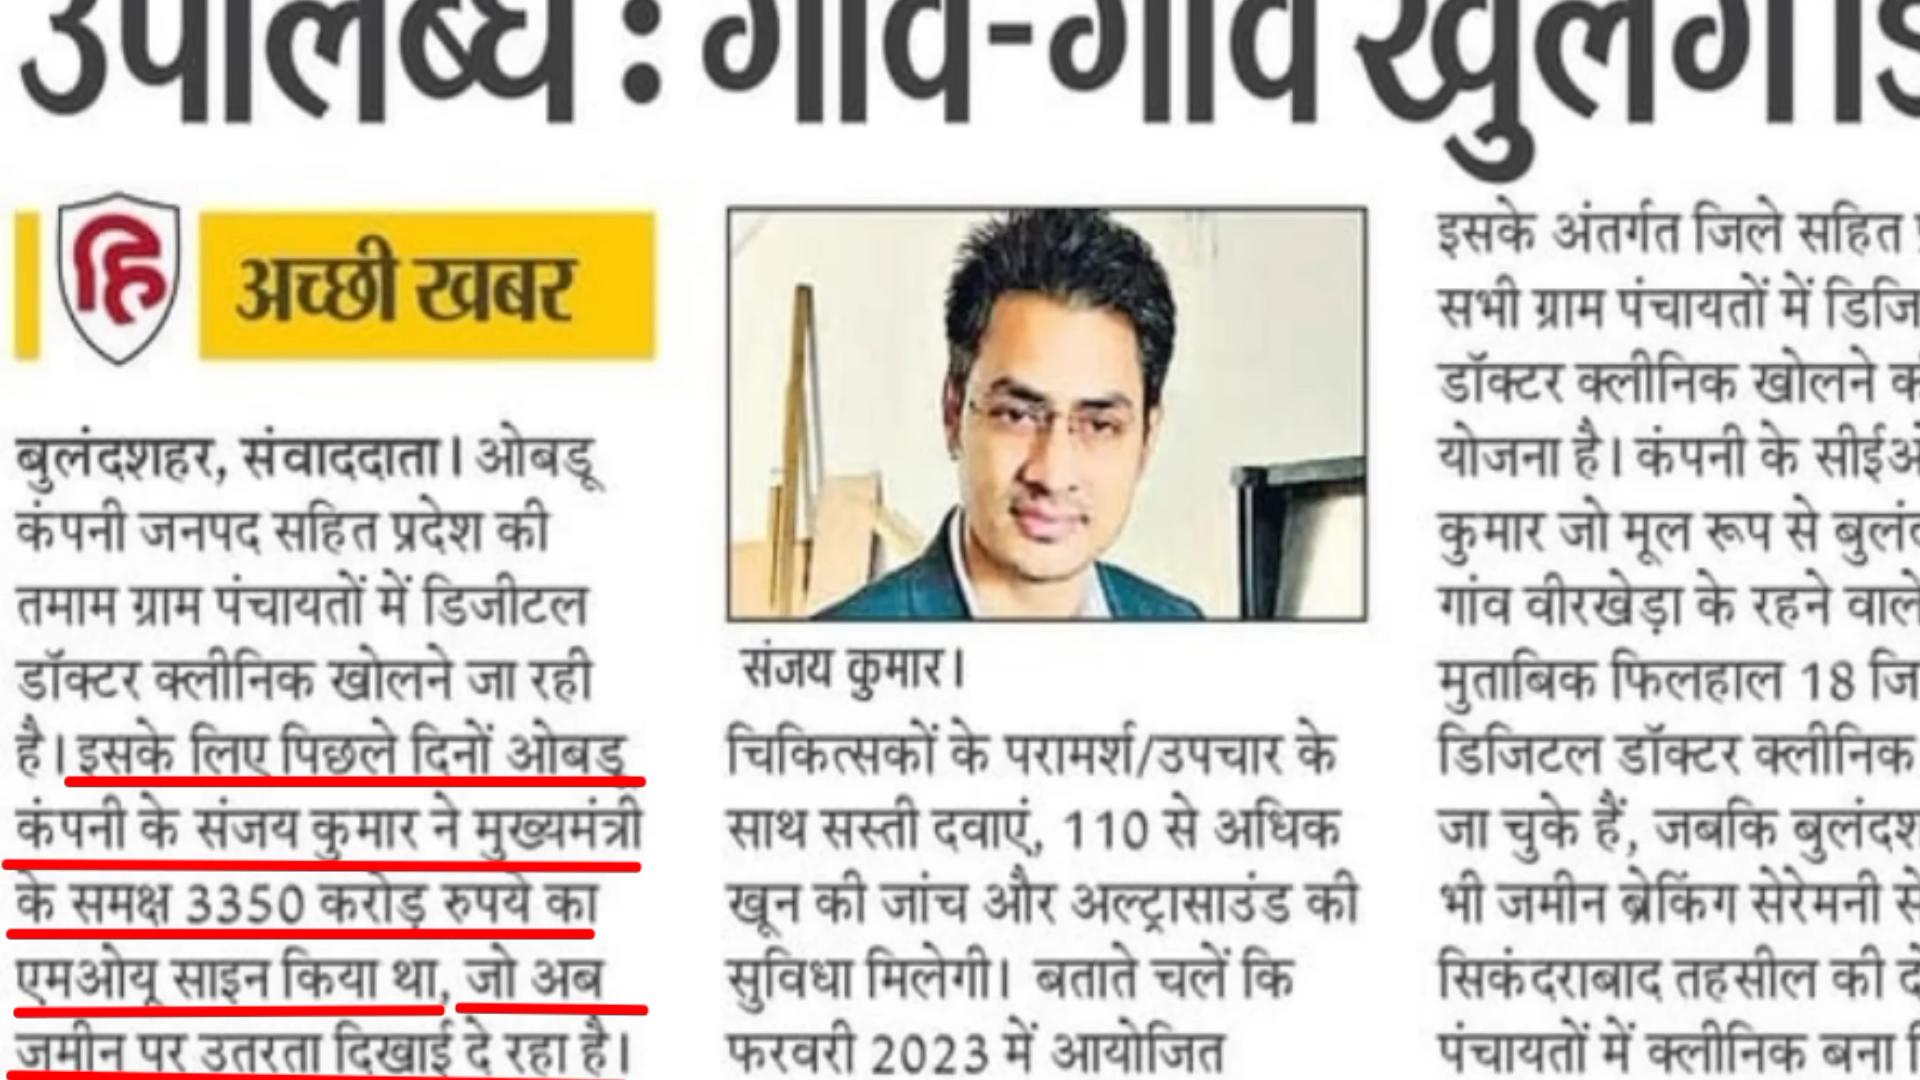 उपलब्धि : गांव-गांव खुलेंगे
हि
अच्छी खबर
बुलंदशहर, संवाददाता। ओबडू
कंपनी जनपद सहित प्रदेश की
तमाम ग्राम पंचायतों में डिजीटल
डॉक्टर क्लीनिक खोलने जा रही
है। इसके लिए पिछले दिनों ओबडू
कंपनी के संजय कुमार ने मुख्यमंत्री
के समक्ष 3350 करोड़ रुपये का
एमओयू साइन किया था, जो अब
जमीन पर उतरता दिखाई दे रहा है।
संजय कुमार।
चिकित्सकों के परामर्श/उपचार के
साथ सस्ती दवाएं, 110 से अधिक
खून की जांच और अल्ट्रासाउंड की
सुविधा मिलेगी। बताते चलें कि
फरवरी 2023 में आयोजित
इसके अंतर्गत जिले सहित
सभी ग्राम पंचायतों में
डॉक्टर क्लीनिक खोलने
योजना है। कंपनी के
कुमार जो मूल रूप से
गांव वीरखेड़ा के रहने
मुताबिक फिलहाल 18
डिजिटल डॉक्टर क्लीनिक
जा चुके हैं, जबकि
भी जमीन ब्रेकिंग सेरेमनी
सिकंदराबाद तहसील की
पंचायतों में क्लीनिक बना